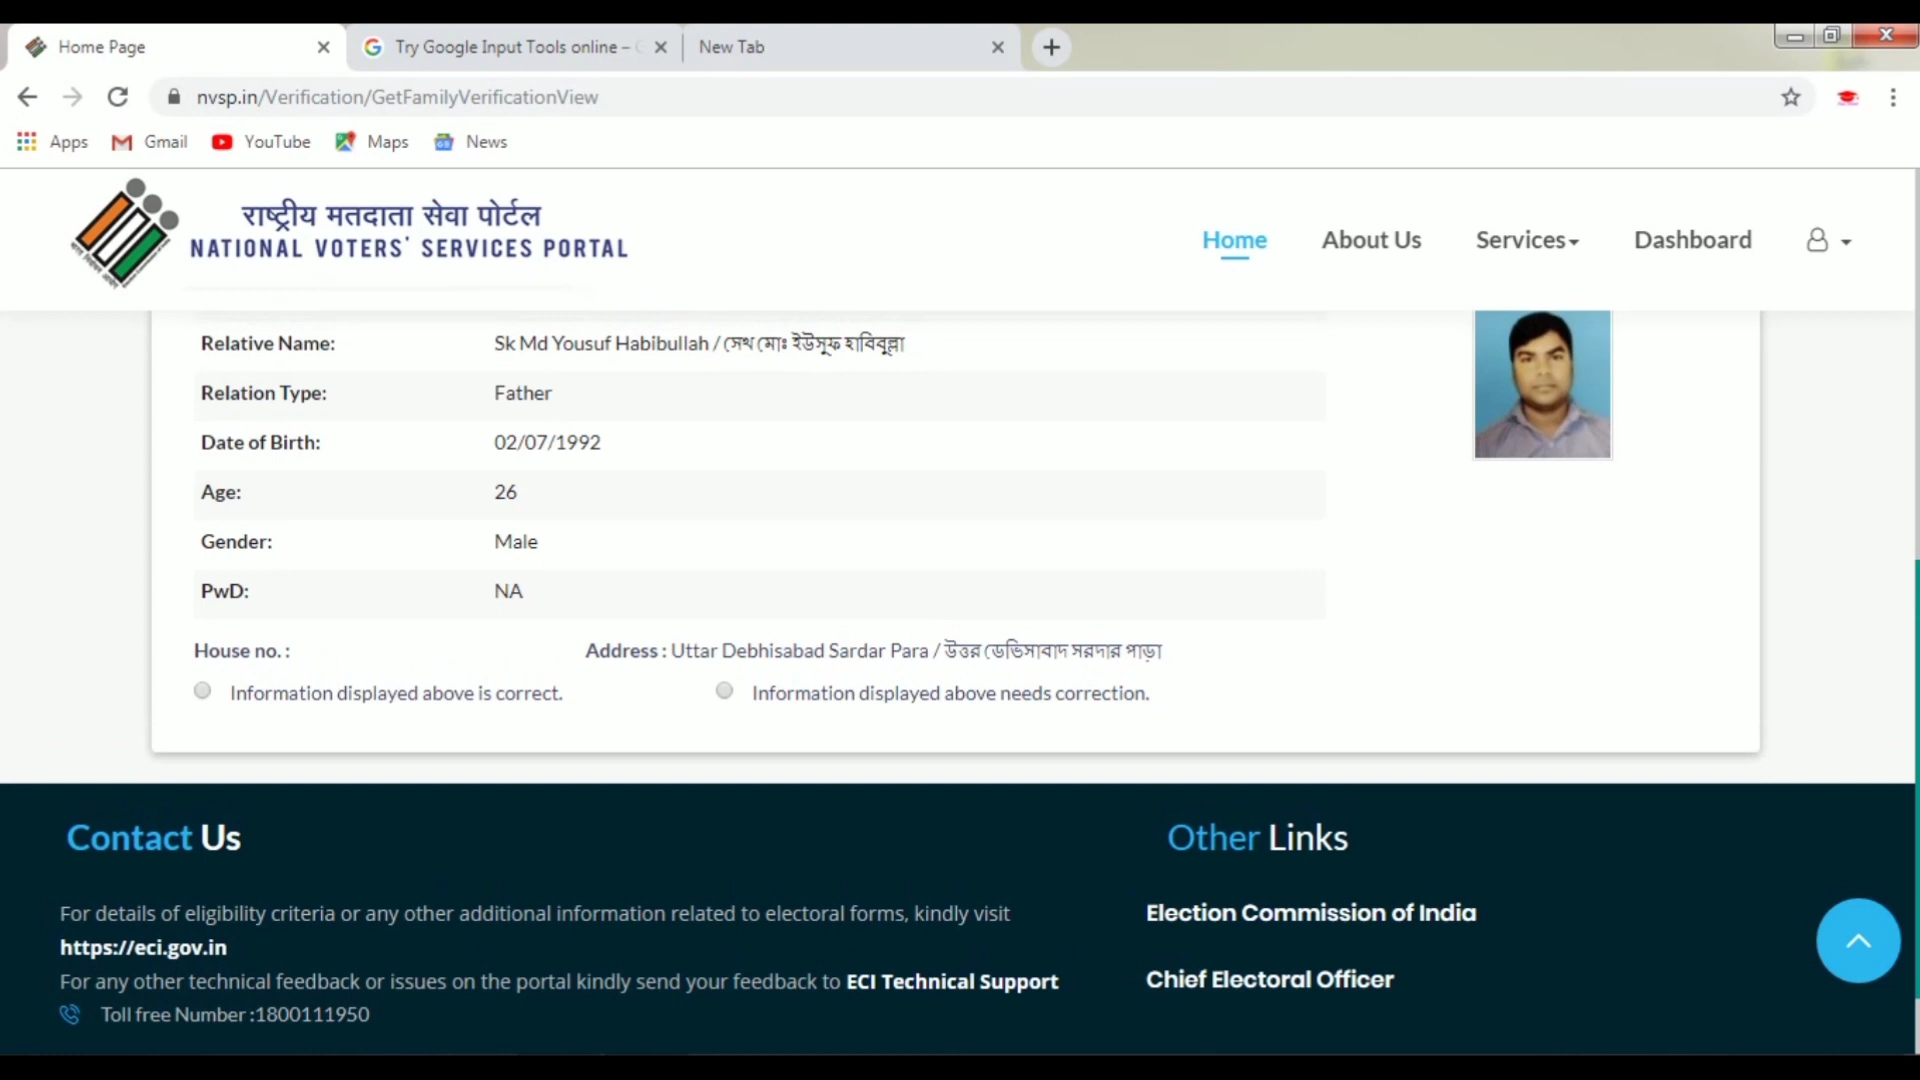 Home Page
Try Google Input Tools online –
New Tab
nvsp.in/Verification/GetFamilyVerificationView
Apps
Gmail
YouTube
Maps
News
राष्ट्रीय मतदाता सेवा पोर्टल
NATIONAL VOTERS' SERVICES PORTAL
Home
About Us
Services
Dashboard
Relative Name: Sk Md Yousuf Habibullah / সেখ মোঃ ইউসুফ হাবিবুল্লা
Relation Type: Father
Date of Birth: 02/07/1992
Age: 26
Gender: Male
PwD: NA
House no. : Address : Uttar Debhisabad Sardar Para / উত্তর ডেভিসাবাদ সরদার পাড়া
Information displayed above is correct. Information displayed above needs correction.
Contact Us
For details of eligibility criteria or any other additional information related to electoral forms, kindly visit
https://eci.gov.in
For any other technical feedback or issues on the portal kindly send your feedback to ECI Technical Support
Toll free Number :1800111950
Other Links
Election Commission of India
Chief Electoral Officer